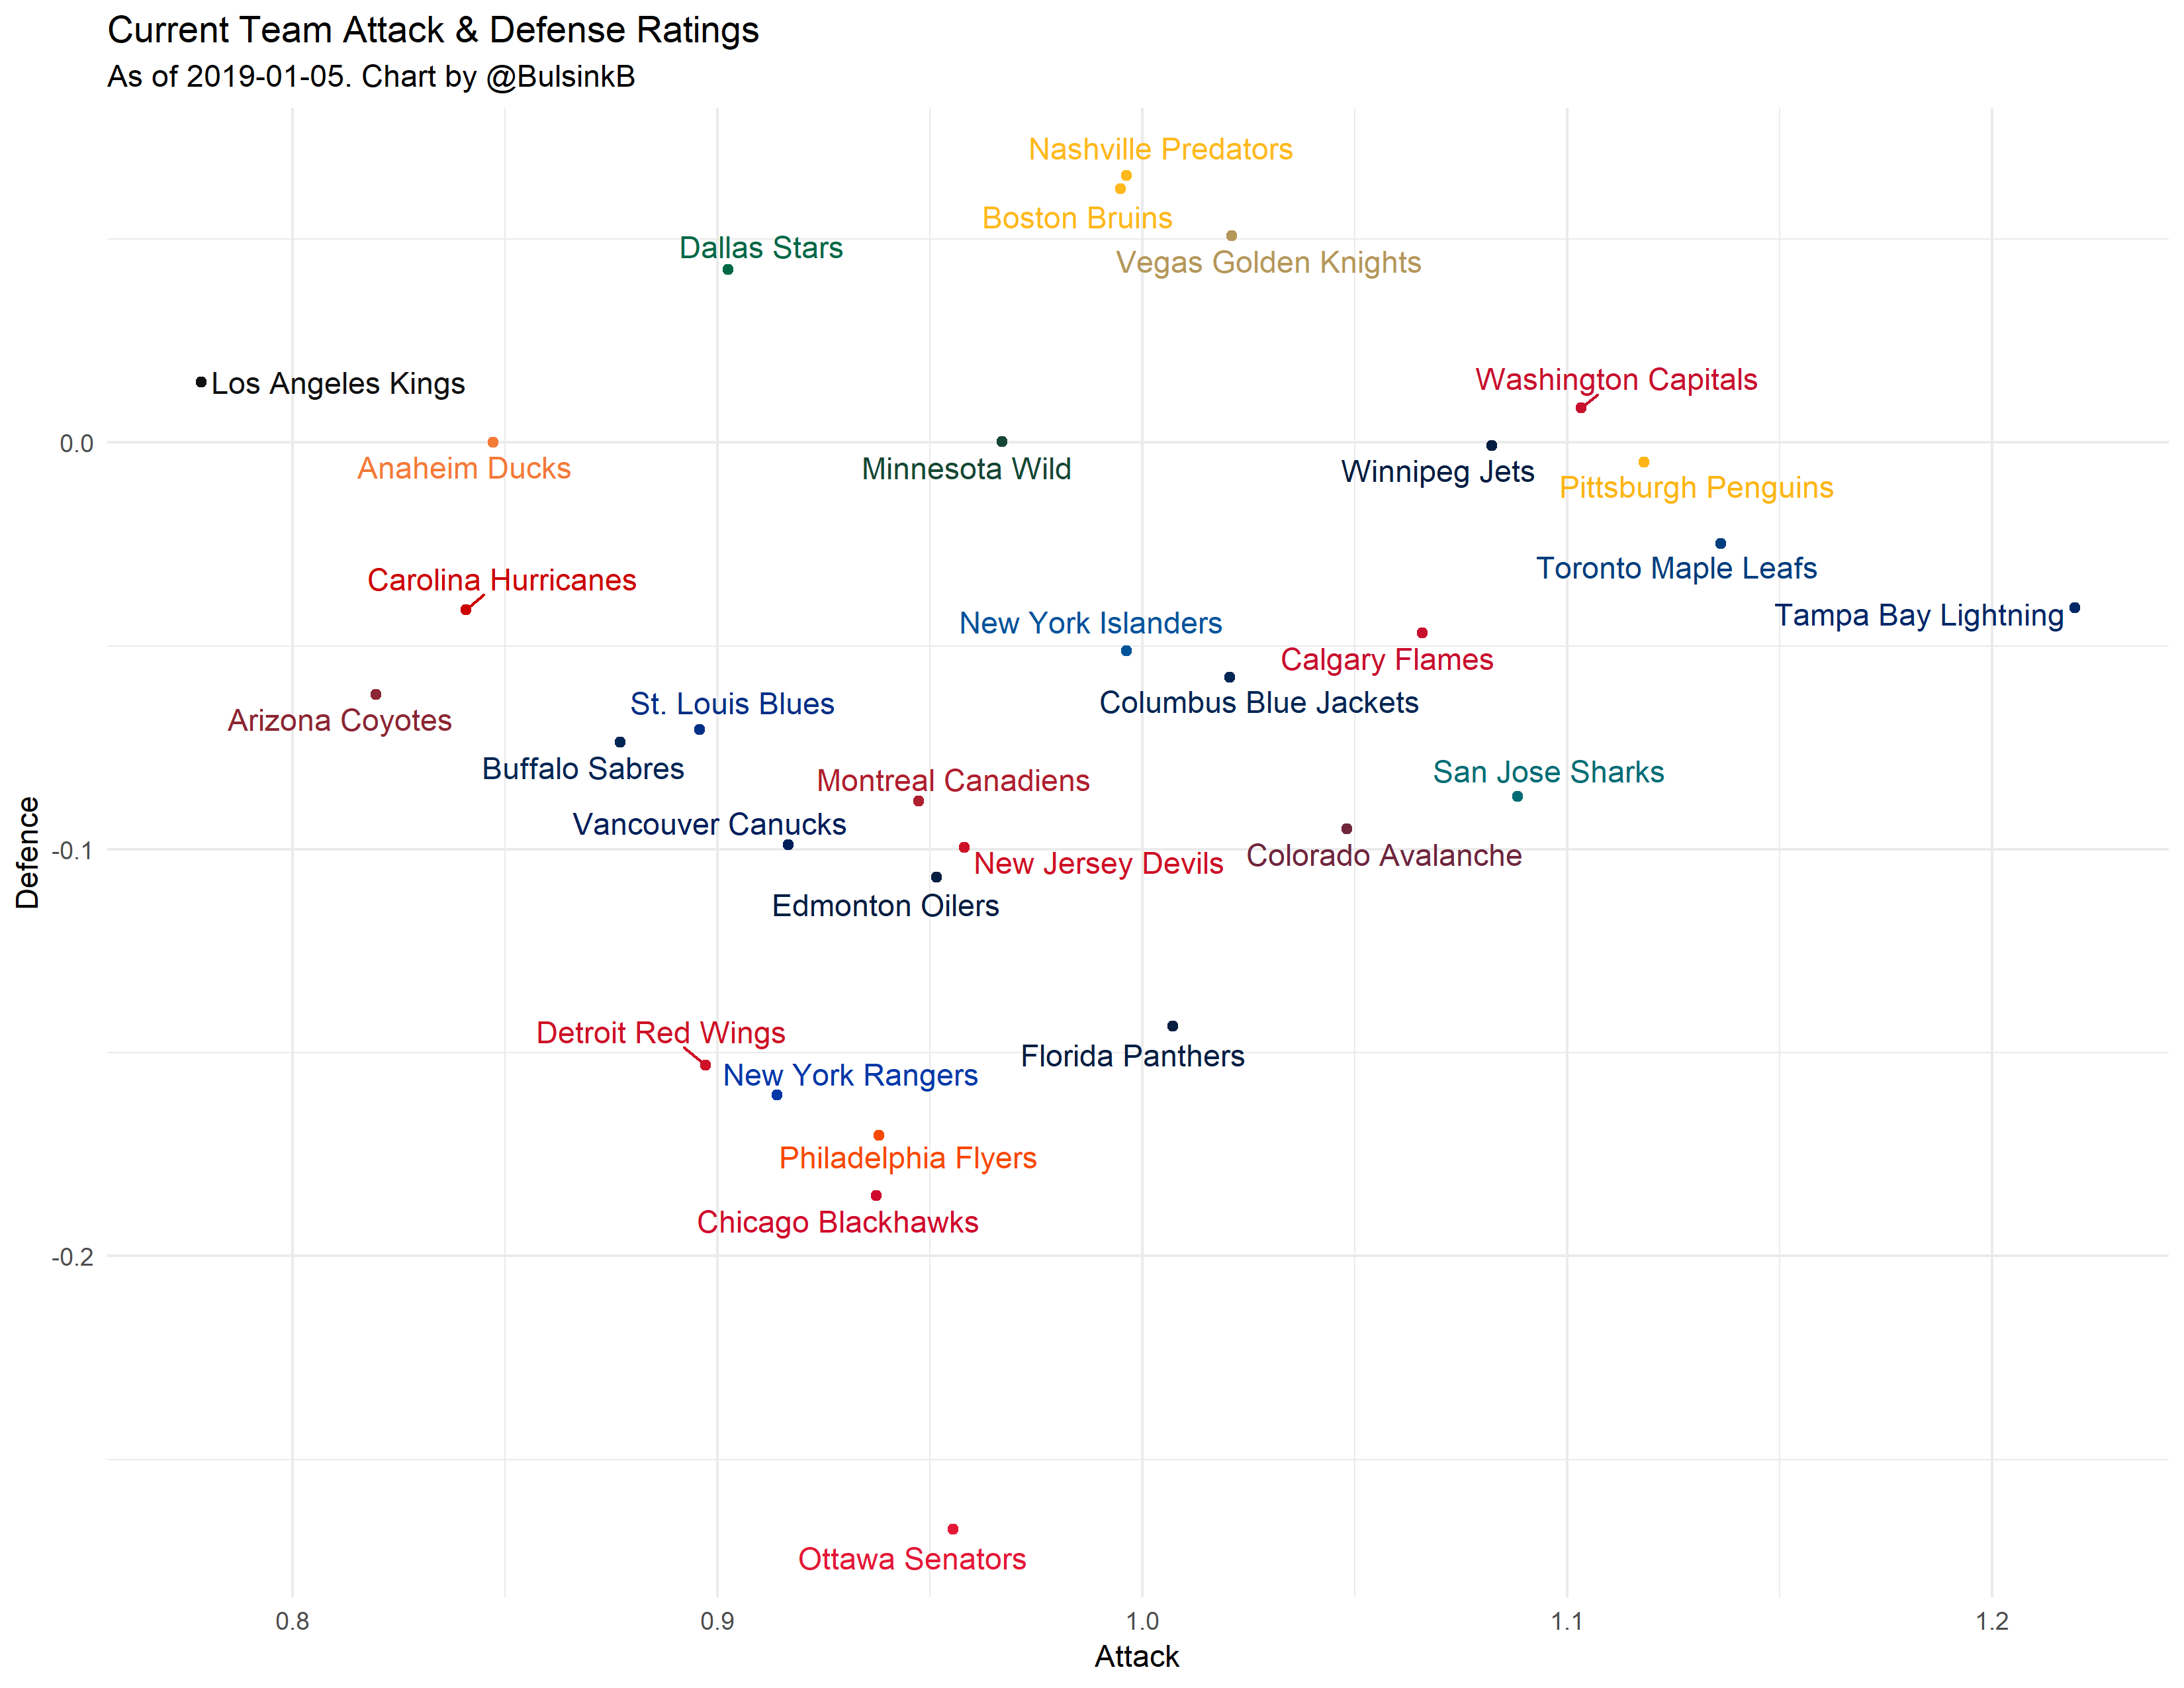 Current Team Attack & Defense Ratings
As of 2019-01-05. Chart by @BulsinkB
Nashville Predators
Boston Bruins
Dallas Stars
Vegas Golden Knights
Los Angeles Kings
Washington Capitals
0.0
Anaheim Ducks
Minnesota Wild
Winnipeg Jets
Pittsburgh Penguins
Toronto Maple Leafs
Carolina Hurricanes
Tampa Bay Lightning
New York Islanders
Calgary Flames
Columbus Blue Jackets
St. Louis Blues
Arizona Coyotes
Buffalo Sabres
San Jose Sharks
Montreal Canadiens
Vancouver Canucks
-0.1
Colorado Avalanche
New Jersey Devils
Defence
Edmonton Oilers
Detroit Red Wings
Florida Panthers
New York Rangers
Philadelphia Flyers
Chicago Blackhawks
-0.2
Ottawa Senators
0.8 0.9 1.0 1.1 1.2
Attack